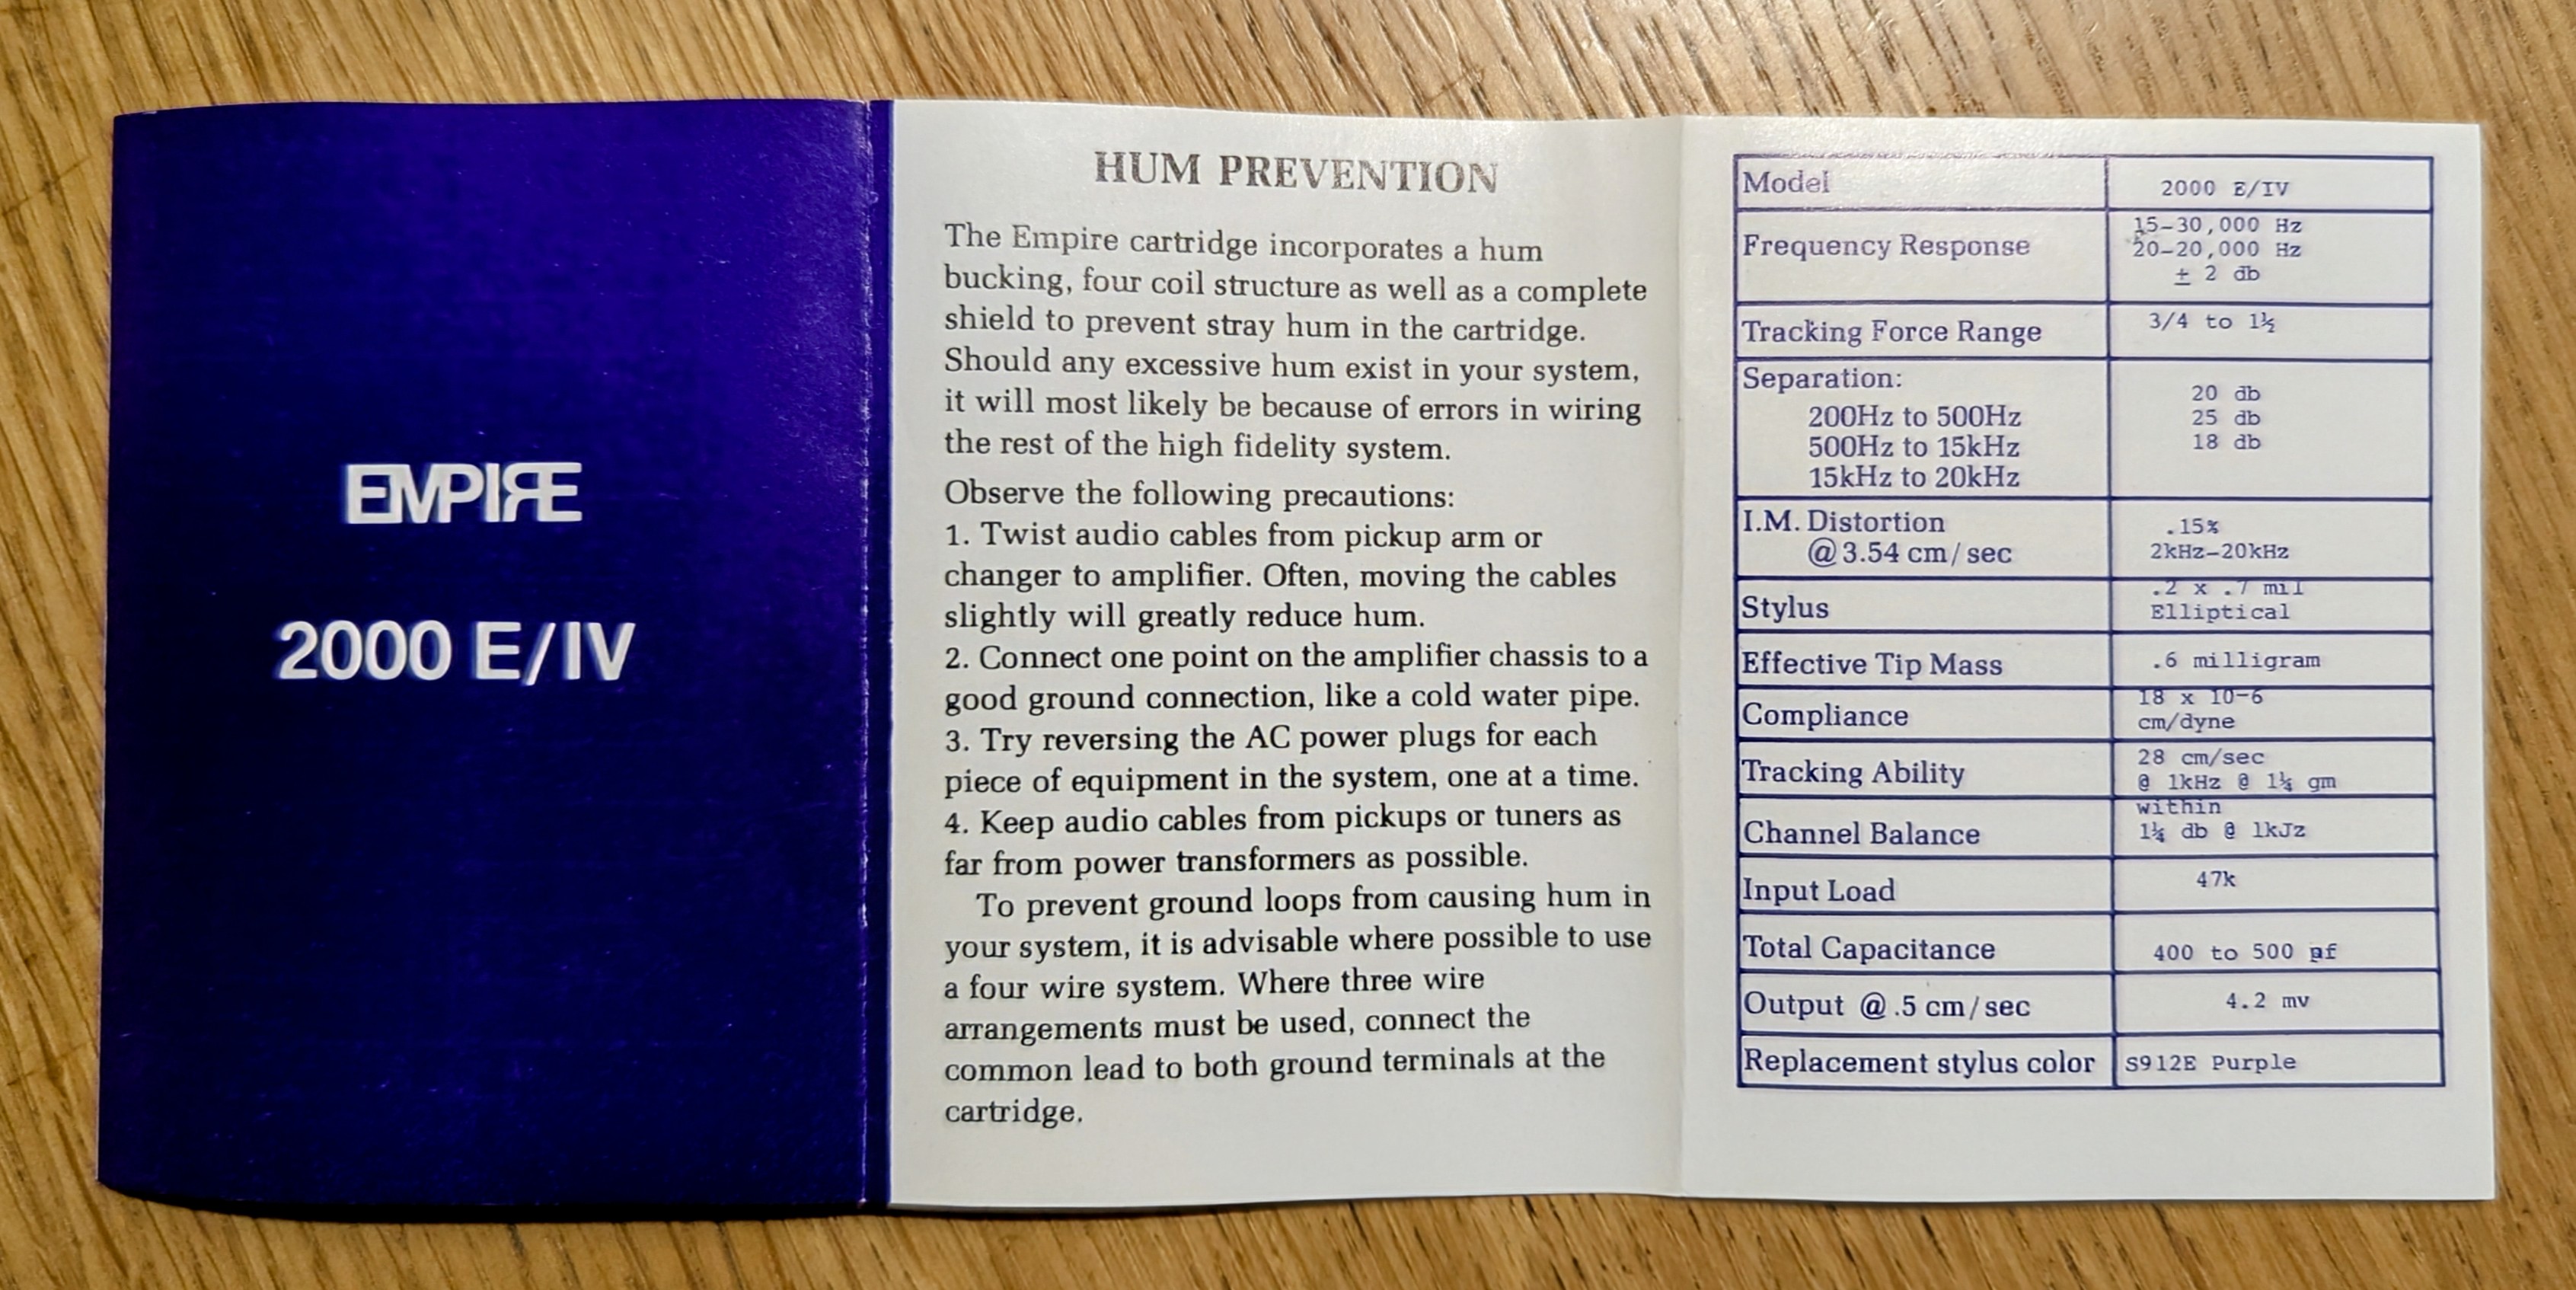 EMPIRE
2000 E/IV
HUM PREVENTION
The Empire cartridge incorporates a hum
bucking, four coil structure as well as a complete
shield to prevent stray hum in the cartridge.
Should any excessive hum exist in your system,
it will most likely be because of errors in wiring
the rest of the high fidelity system.
Observe the following precautions:
1. Twist audio cables from pickup arm or
changer to amplifier. Often, moving the cables
slightly will greatly reduce hum.
2. Connect one point on the amplifier chassis to a
good ground connection, like a cold water pipe.
3. Try reversing the AC power plugs for each
piece of equipment in the system, one at a time.
4. Keep audio cables from pickups or tuners as
far from power transformers as possible.
To prevent ground loops from causing hum in
your system, it is advisable where possible to use
a four wire system. Where three wire
arrangements must be used, connect the
common lead to both ground terminals at the
cartridge.
Model 2000 E/IV
Frequency Response 15-30,000 Hz
20-20,000 Hz
± 2 db
Tracking Force Range 3/4 to 1½
Separation:
200Hz to 500Hz 20 db
500Hz to 15kHz 25 db
15kHz to 20kHz 18 db
I.M. Distortion .15%
@ 3.54 cm/sec 2kHz-20kHz
Stylus .2 x .7 mil
Elliptical
Effective Tip Mass .6 milligram
Compliance 18 x 10-6
cm/dyne
Tracking Ability 28 cm/sec
@ 1kHz @ 1¼ gm
Channel Balance within
1¼ db @ 1kJz
Input Load 47k
Total Capacitance 400 to 500 pf
Output @ .5 cm/sec 4.2 mv
Replacement stylus color S912E Purple